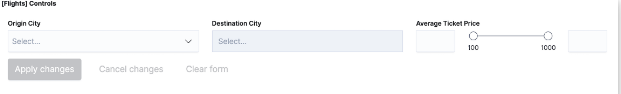 [Flights] Controls
Origin City
Destination City
Average Ticket Price
Select...
Select...
100
1000
Apply changes
Cancel changes
Clear form